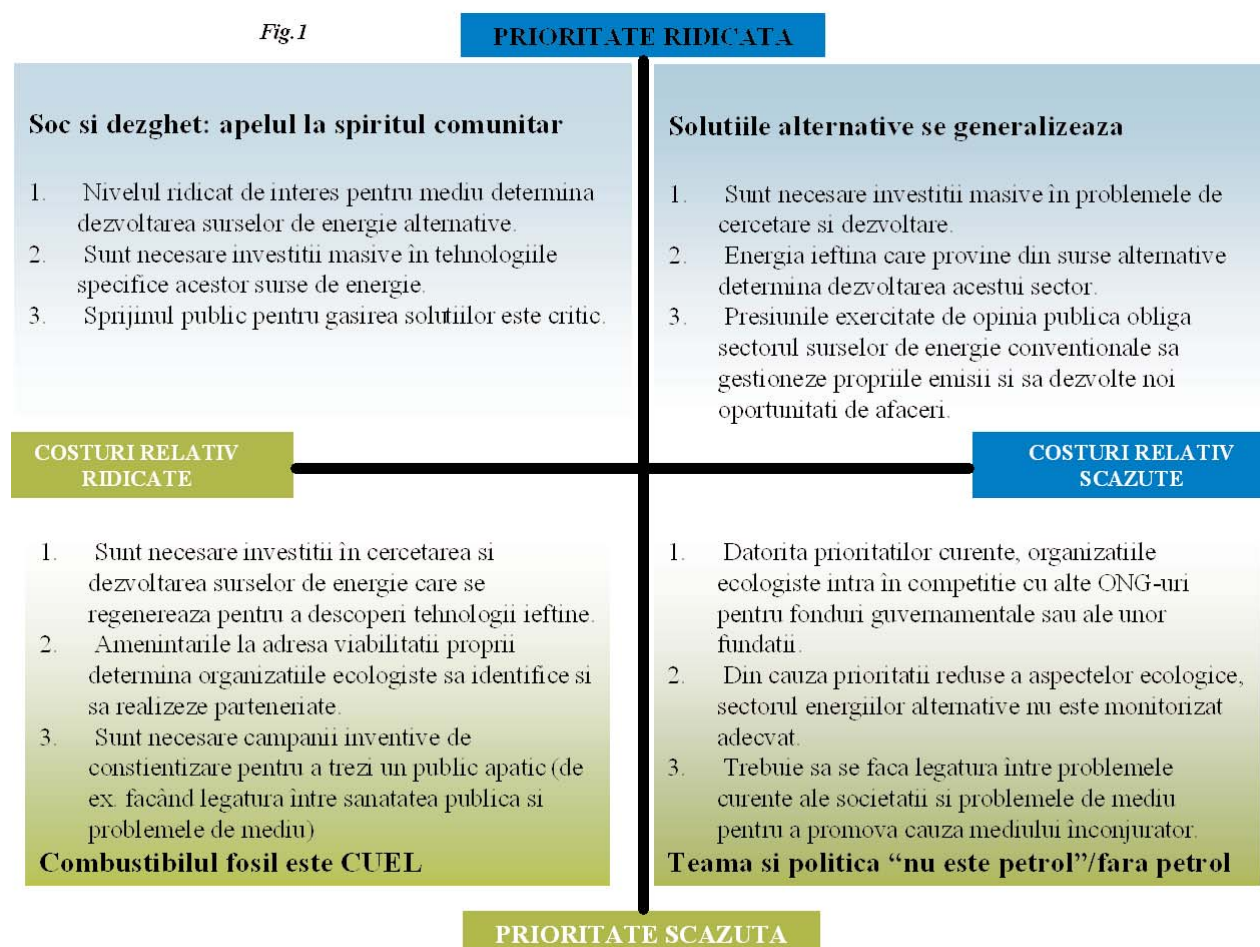 Fig.1
PRIORITATE RIDICATA
Soc si dezghet: apelul la spiritul comunitar
1. Nivelul ridicat de interes pentru mediu determina
dezvoltarea surselor de energie alternative.
2. Sunt necesare investitii masive în tehnologiile
specifice acestor surse de energie.
3. Sprijinul public pentru gasirea solutiilor este critic.
Solutiile alternative se generalizeaza
1. Sunt necesare investitii masive în problemele de
cercetare si dezvoltare.
2. Energia ieftina care provine din surse alternative
determina dezvoltarea acestui sector.
3. Presiunile exercitate de opinia publica obliga
sectorul surselor de energie conventionale sa
gestioneze propriile emisii si sa dezvolte noi
oportunitati de afaceri.
COSTURI RELATIV
RIDICATE
COSTURI RELATIV
SCAZUTE
1. Sunt necesare investitii în cercetarea si
dezvoltarea surselor de energie care se
regenereaza pentru a descoperi tehnologii ieftine.
2. Amenintarile la adresa viabilitatii proprii
determina organizatiile ecologiste sa identifice si
sa realizeze parteneriate.
3. Sunt necesare campanii inventive de
constientizare pentru a trezi un public apatic (de
ex. facând legatura între sanatatea publica si
problemele de mediu)
Combustibilul fosil este CUEL
1. Datorita prioritatilor curente, organizatiile
ecologiste intra în competitie cu alte ONG-uri
pentru fonduri guvernamentale sau ale unor
fundatii.
2. Din cauza prioritatii reduse a aspectelor ecologice,
sectorul energiilor alternative nu este monitorizat
adecvat.
3. Trebuie sa se faca legatura între problemele
curente ale societatii si problemele de mediu
pentru a promova cauza mediului înconjurator.
Teama si politica “nu este petrol”/fara petrol
PRIORITATE SCAZUTA